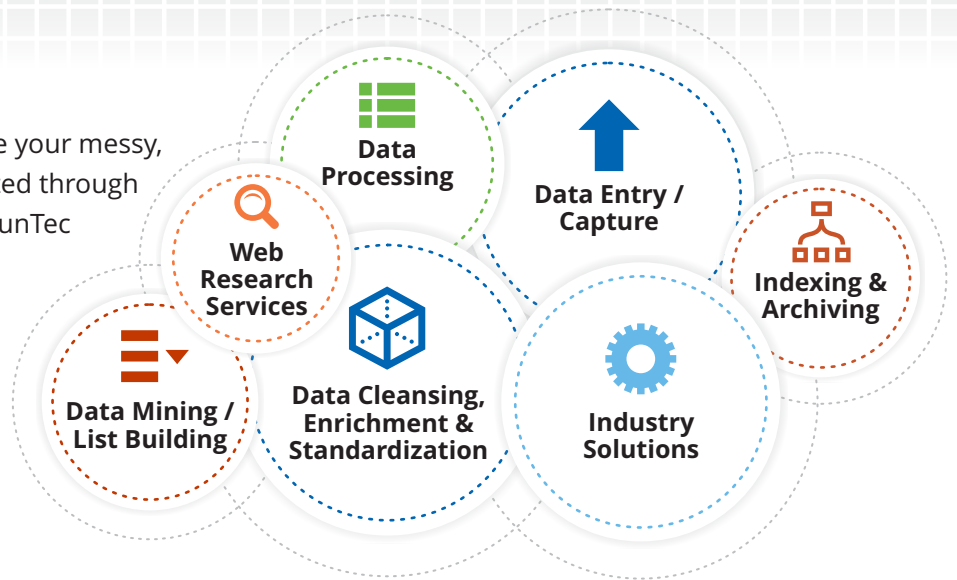 e your messy,
ed through
unTec
Data
Processing
Data Entry /
Capture
Web
Research
Services
Indexing &
Archiving
Data Mining /
List Building
Data Cleansing,
Enrichment &
Standardization
Industry
Solutions